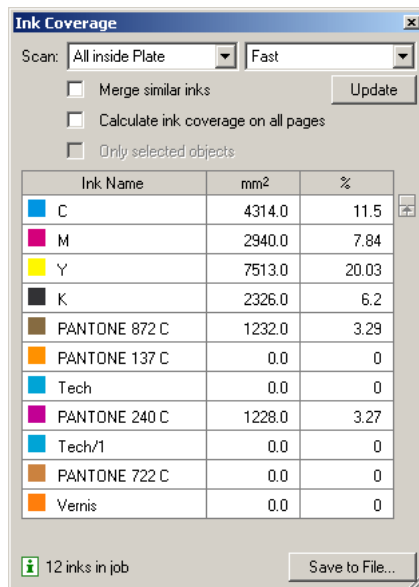 Ink Coverage
Scan: All inside Plate Fast
Merge similar inks Update
Calculate ink coverage on all pages
Only selected objects
Ink Name mm2 %
C 4314.0 11.5
M 2940.0 7.84
Y 7513.0 20.03
K 2326.0 6.2
PANTONE 872 C 1232.0 3.29
PANTONE 137 C 0.0 0
Tech 0.0 0
PANTONE 240 C 1228.0 3.27
Tech/1 0.0 0
PANTONE 722 C 0.0 0
Vernis 0.0 0
12 inks in job Save to File...